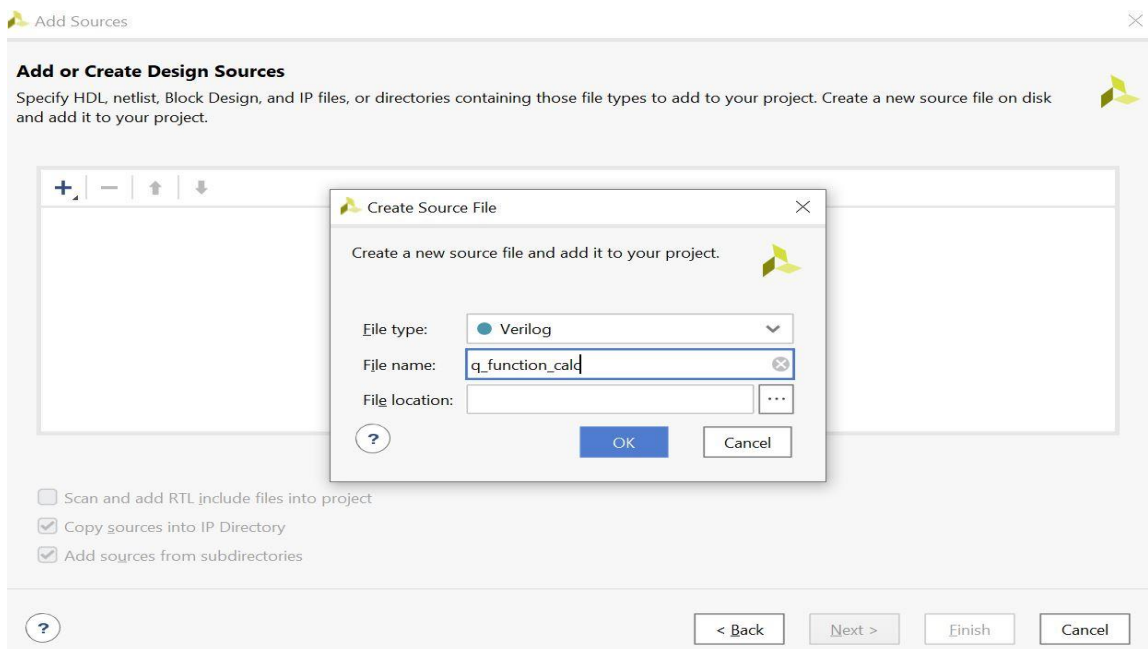 Add Sources
Add or Create Design Sources
Specify HDL, netlist, Block Design, and IP files, or directories containing those file types to add to your project. Create a new source file on disk
and add it to your project.
Create Source File
Create a new source file and add it to your project.
File type:
Verilog
File name:
q_function_calc
File location:
...
?
OK
Cancel
Scan and add RTL include files into project
Copy sources into IP Directory
Add sources from subdirectories
?
< Back
Next >
Finish
Cancel